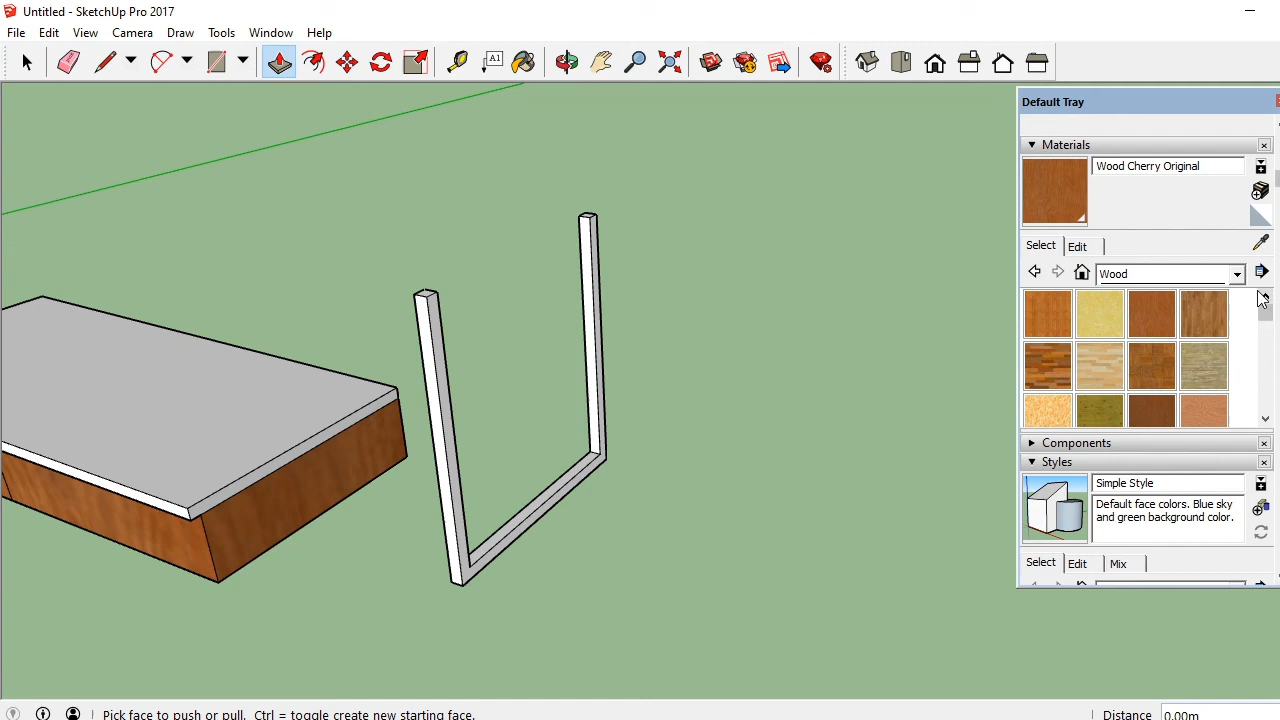 Untitled - SketchUp Pro 2017
File Edit View Camera Draw Tools Window Help
A1
Default Tray
Materials
Wood Cherry Original
Select Edit
Wood
Components
Styles
Simple Style
Default face colors. Blue sky
and green background color.
Select Edit Mix
Pick face to push or pull. Ctrl = toggle create new starting face.
Distance 0.00m